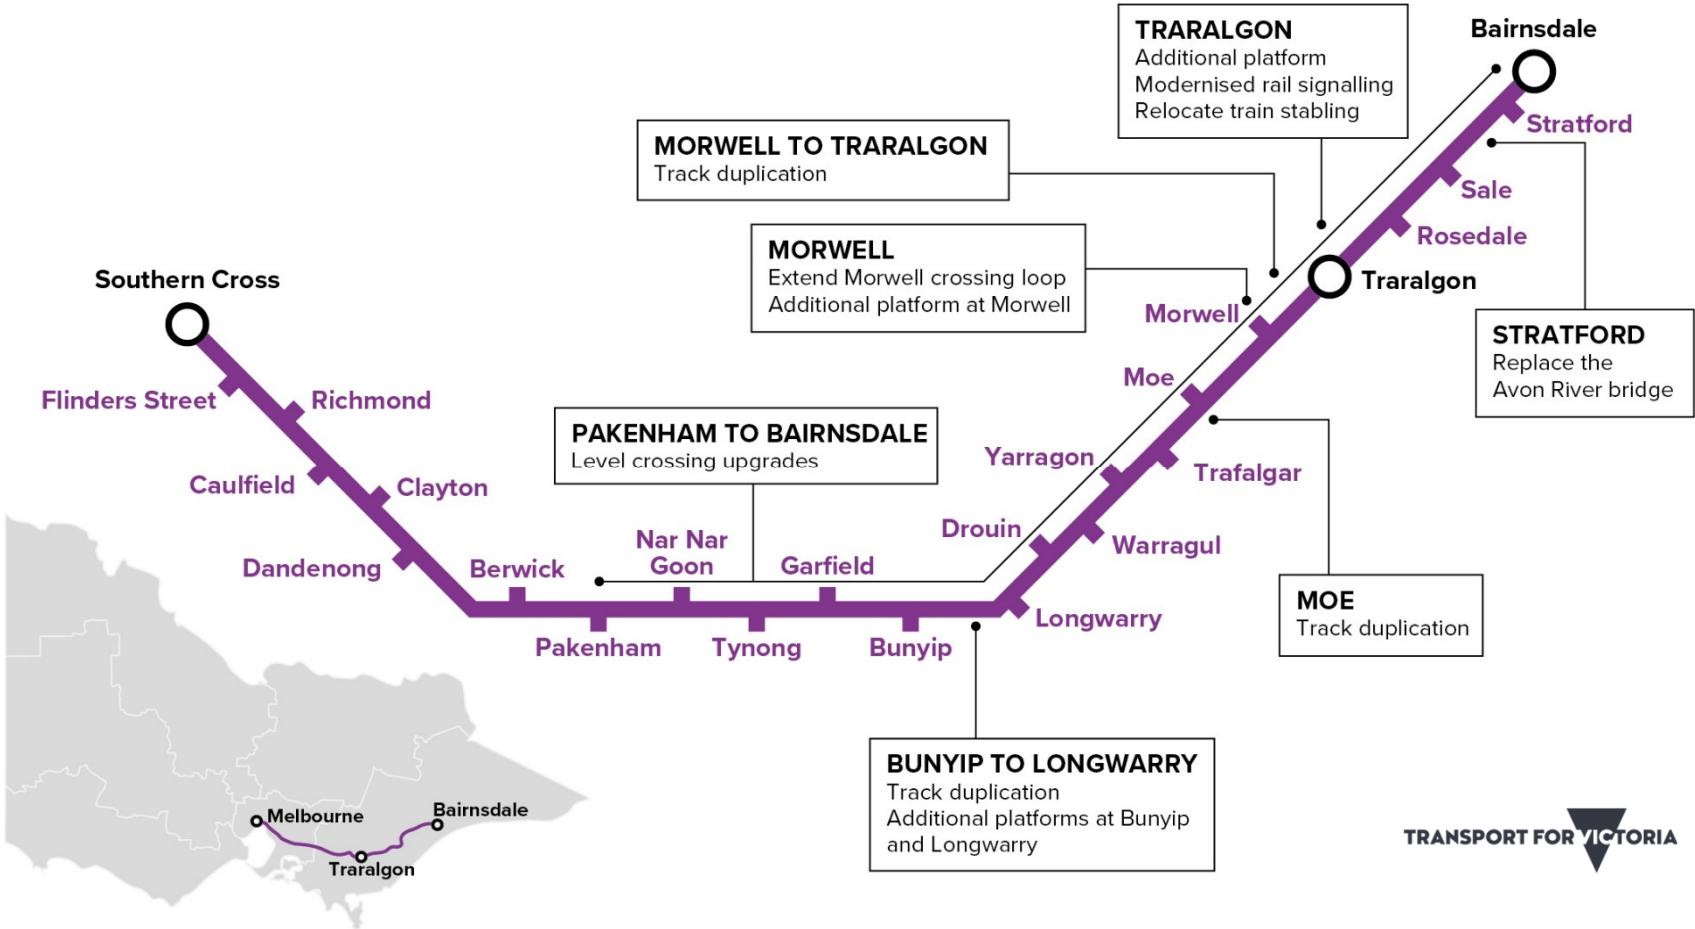 TRARALGON
Additional platform
Modernised rail signalling
Relocate train stabling
Bairnsdale
Stratford
MORWELL TO TRARALGON
Track duplication
Sale
Rosedale
MORWELL
Extend Morwell crossing loop
Additional platform at Morwell
Southern Cross
Traralgon
Morwell
STRATFORD
Replace the
Avon River bridge
Moe
Flinders Street
Richmond
PAKENHAM TO BAIRNSDALE
Level crossing upgrades
Yarragon
Trafalgar
Caulfield
Clayton
Drouin
Warragul
Nar Nar
Goon
Garfield
Dandenong
Berwick
MOE
Track duplication
Longwarry
Pakenham
Tynong
Bunyip
BUNYIP TO LONGWARRY
Track duplication
Additional platforms at Bunyip
and Longwarry
Melbourne
Bairnsdale
Traralgon
TRANSPORT FOR VICTORIA